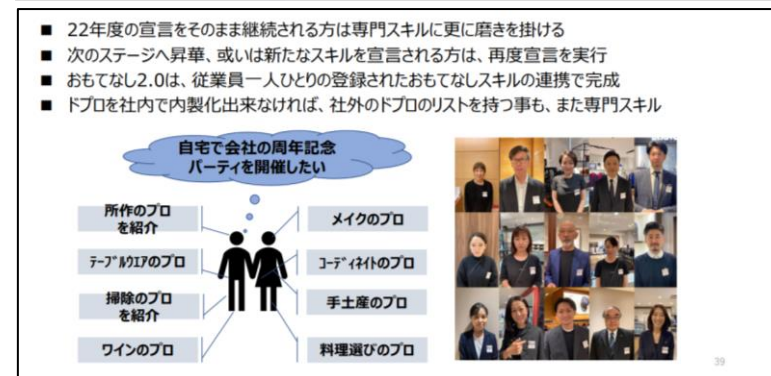 ■ 22年度の宣言をそのまま継続される方は専門スキルに更に磨きを掛ける
■ 次のステージへ昇華、或いは新たなスキルを宣言される方は、再度宣言を実行
■ おもてなし2.0は、従業員一人ひとりの登録されたおもてなしスキルの連携で完成
■ ドプロを社内で内製化出来なければ、社外のドプロのリストを持つ事も、また専門スキル
自宅で会社の周年記念
パーティを開催したい
所作のプロ
を紹介
メイクのプロ
テーブルウエアのプロ
コーディネイトのプロ
掃除のプロ
を紹介
手土産のプロ
ワインのプロ
料理選びのプロ
39